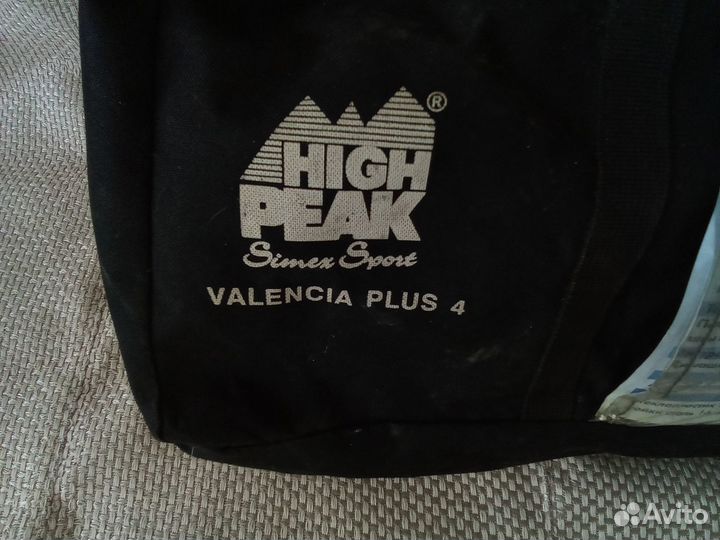 HIGH
PEAK
®
Simex Sport
VALENCIA PLUS 4
Avito